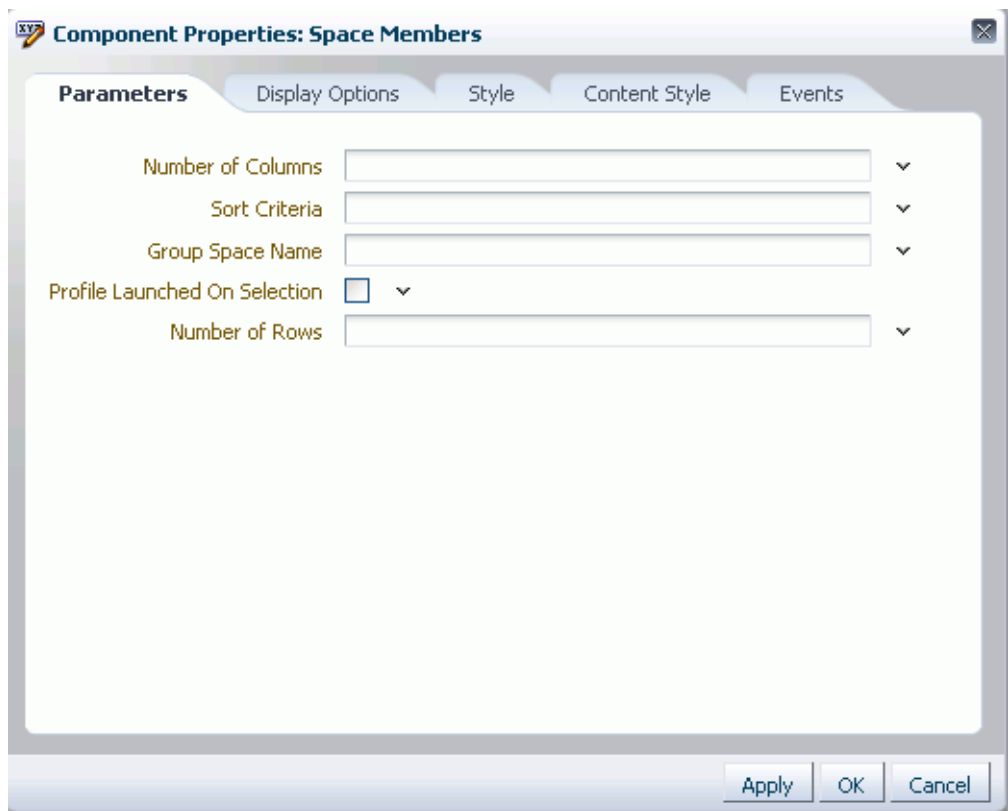 Component Properties: Space Members
Parameters Display Options Style Content Style Events
Number of Columns
Sort Criteria
Group Space Name
Profile Launched On Selection
Number of Rows
Apply OK Cancel